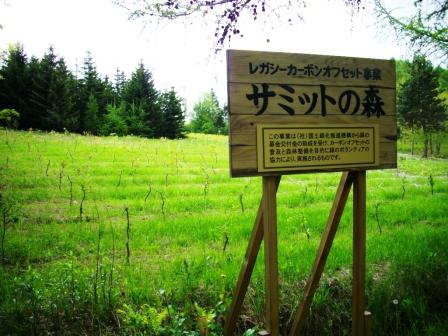 レガシーカーボンオフセット事業
サミットの森
この事業は(社)国土緑化推進機構から緑の
募金交付金の助成を受け、カーボンオフセットの
普及と森林整備を目的に緑のボランティアの
協力により、実施されるものです。